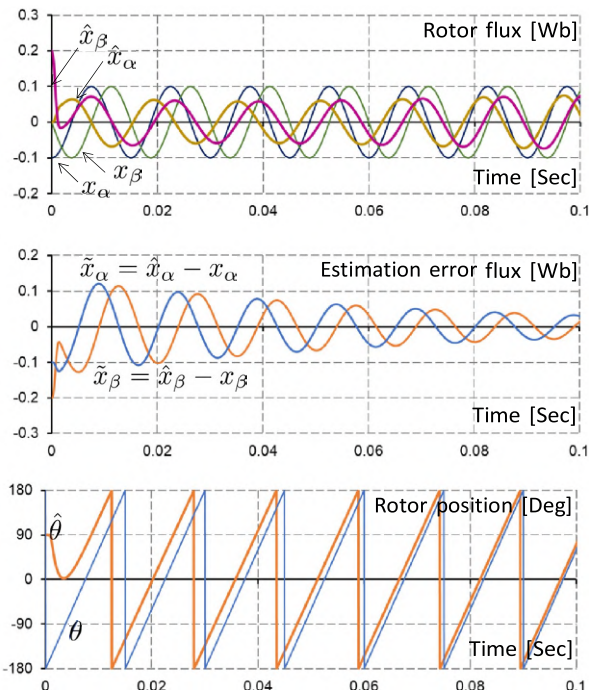 0.3
Rotor flux [Wb]
x̂β
0.2
x̂α
0.1
0
-0.1
xβ
xα
Time [Sec]
-0.2
0 0.02 0.04 0.06 0.08 0.1
0.2
x̃α = x̂α − xα
Estimation error flux [Wb]
0.1
0
-0.1
x̃β = x̂β − xβ
-0.2
Time [Sec]
-0.3
0 0.02 0.04 0.06 0.08 0.1
180
Rotor position [Deg]
90
θ̂
0
θ
-90
Time [Sec]
-180
0 0.02 0.04 0.06 0.08 0.1